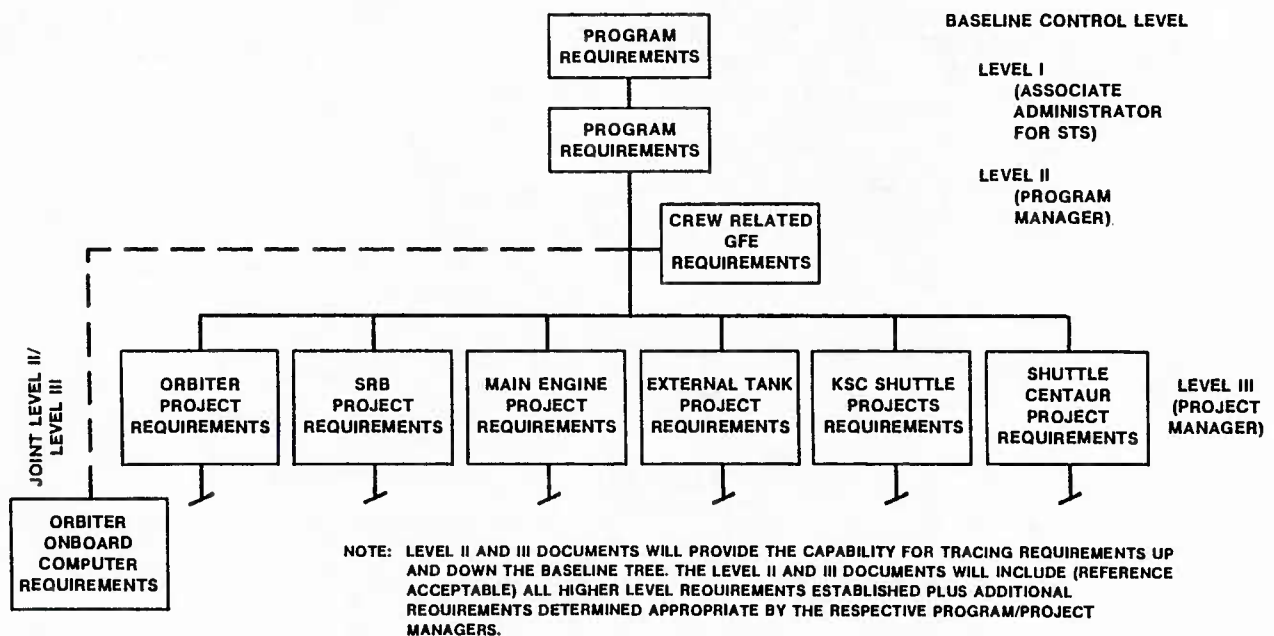 BASELINE CONTROL LEVEL
PROGRAM
REQUIREMENTS
LEVEL I
(ASSOCIATE
ADMINISTRATOR
FOR STS)
PROGRAM
REQUIREMENTS
LEVEL II
(PROGRAM
MANAGER).
CREW RELATED
GFE
REQUIREMENTS
JOINT LEVEL II/
LEVEL III
ORBITER
PROJECT
REQUIREMENTS
SRB
PROJECT
REQUIREMENTS
MAIN ENGINE
PROJECT
REQUIREMENTS
EXTERNAL TANK
PROJECT
REQUIREMENTS
KSC SHUTTLE
PROJECTS
REQUIREMENTS
SHUTTLE
CENTAUR
PROJECT
REQUIREMENTS
LEVEL III
(PROJECT
MANAGER)
ORBITER
ONBOARD
COMPUTER
REQUIREMENTS
NOTE: LEVEL II AND III DOCUMENTS WILL PROVIDE THE CAPABILITY FOR TRACING REQUIREMENTS UP
AND DOWN THE BASELINE TREE. THE LEVEL II AND III DOCUMENTS WILL INCLUDE (REFERENCE
ACCEPTABLE) ALL HIGHER LEVEL REQUIREMENTS ESTABLISHED PLUS ADDITIONAL
REQUIREMENTS DETERMINED APPROPRIATE BY THE RESPECTIVE PROGRAM/PROJECT
MANAGERS.